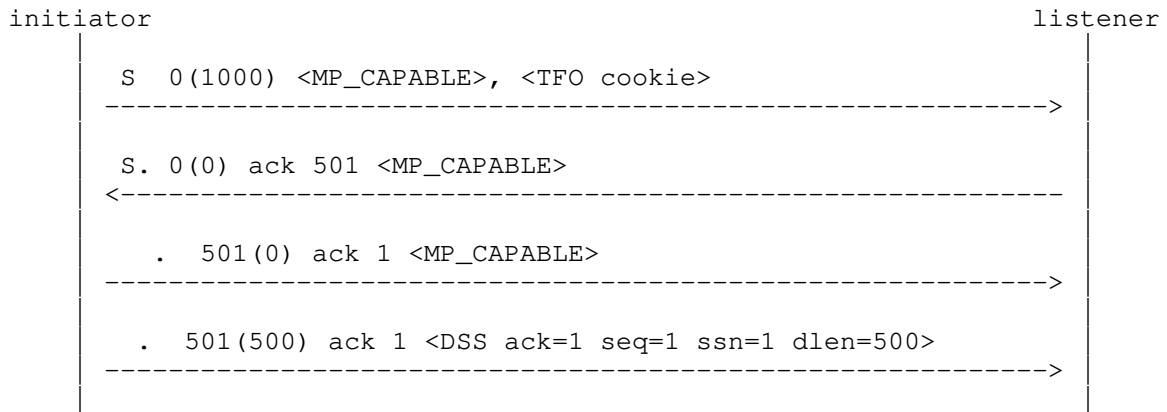 initiator listener
S 0(1000) <MP_CAPABLE>, <TFO cookie>
S. 0(0) ack 501 <MP_CAPABLE>
. 501(0) ack 1 <MP_CAPABLE>
. 501(500) ack 1 <DSS ack=1 seq=1 ssn=1 dlen=500>